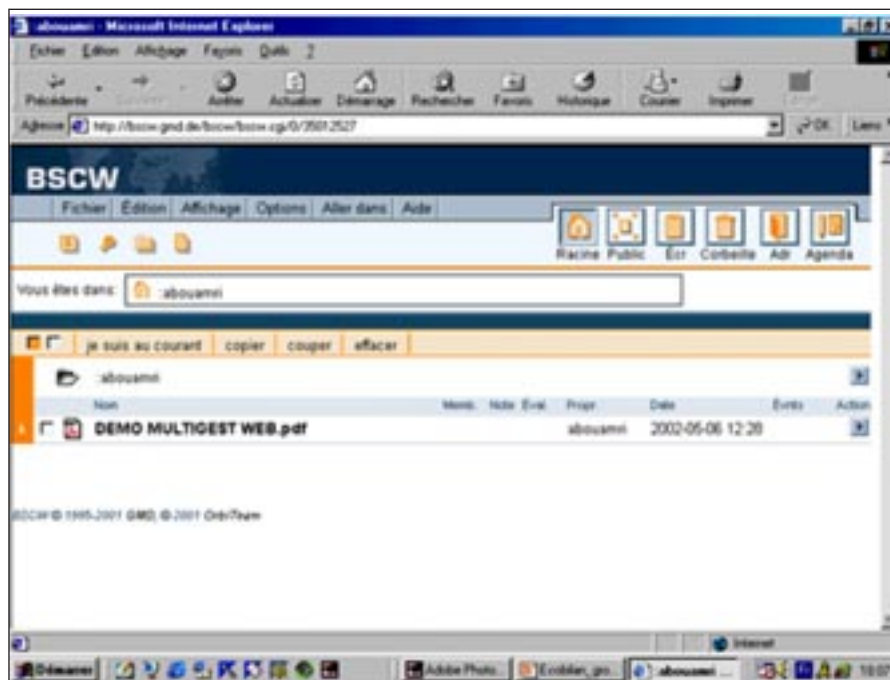 :abouamri - Microsoft Internet Explorer
Fichier Edition Affichage Favoris Outils ?
Précédente Arrêter Actualiser Démarrage Rechercher Favoris Historique Courrier Imprimer
Adresse http://bscw.gmd.de/bscw/bscw.cgi/0/35012527 OK Liens
BSCW
Fichier Édition Affichage Options Aller dans Aide
Racine Public Ecr Corbeille Adr Agenda
Vous êtes dans: :abouamri
je suis au courant copier couper effacer
:abouamri
Nom Memb. Note Eval. Propr. Date Evnts Action
DEMO MULTIGEST WEB.pdf abouamri 2002-05-06 12:28
BSCW © 1995-2001 GMD, © 2001 OrbiTeam
Internet
Démarrer Adobe Photo... Ecobilan_gro... :abouamri ...